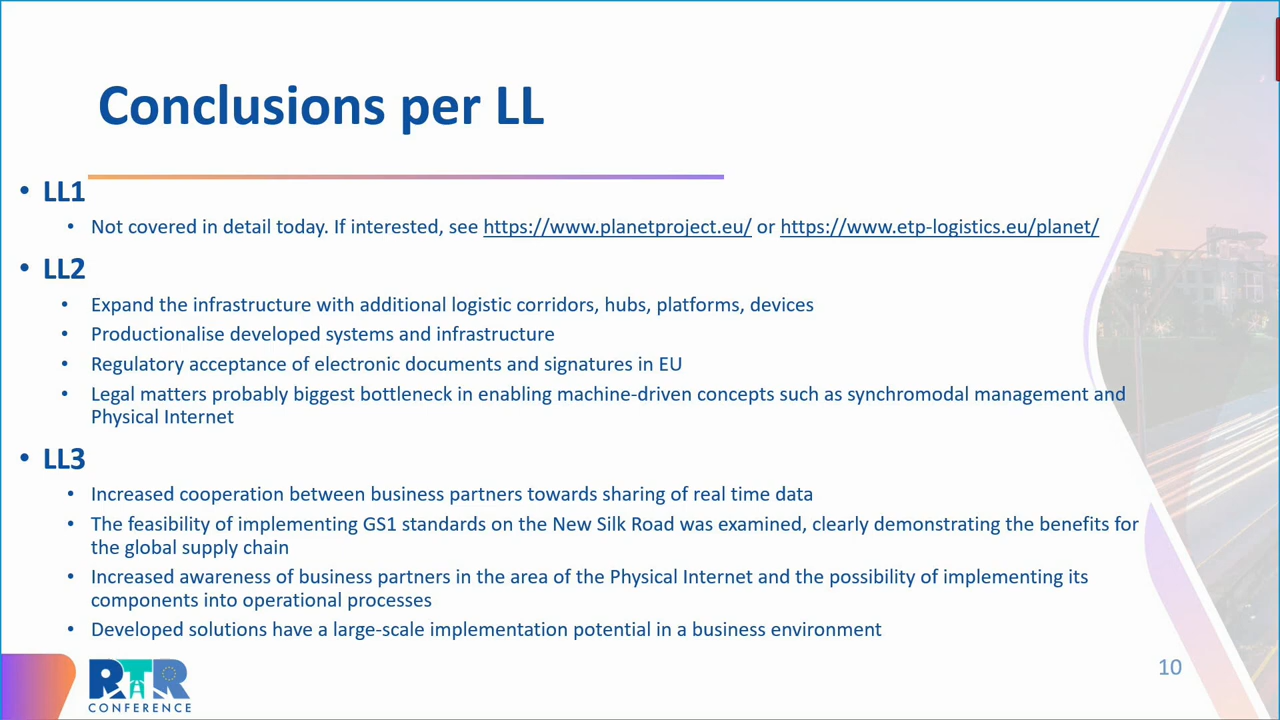 Conclusions per LL
• LL1
• Not covered in detail today. If interested, see https://www.planetproject.eu/ or https://www.etp-logistics.eu/planet/
• LL2
• Expand the infrastructure with additional logistic corridors, hubs, platforms, devices
• Productionalise developed systems and infrastructure
• Regulatory acceptance of electronic documents and signatures in EU
• Legal matters probably biggest bottleneck in enabling machine-driven concepts such as synchromodal management and
Physical Internet
• LL3
• Increased cooperation between business partners towards sharing of real time data
• The feasibility of implementing GS1 standards on the New Silk Road was examined, clearly demonstrating the benefits for
the global supply chain
• Increased awareness of business partners in the area of the Physical Internet and the possibility of implementing its
components into operational processes
• Developed solutions have a large-scale implementation potential in a business environment
RTR
CONFERENCE
10